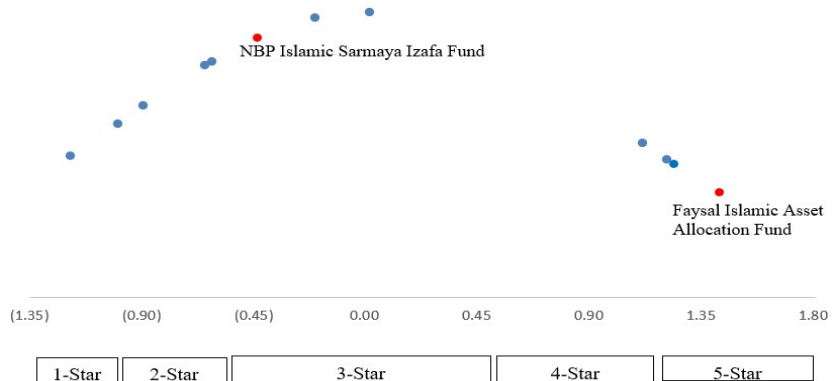 NBP Islamic Sarmaya Izafa Fund
Faysal Islamic Asset
Allocation Fund
(1.35) (0.90) (0.45) 0.00 0.45 0.90 1.35 1.80
1-Star 2-Star 3-Star 4-Star 5-Star